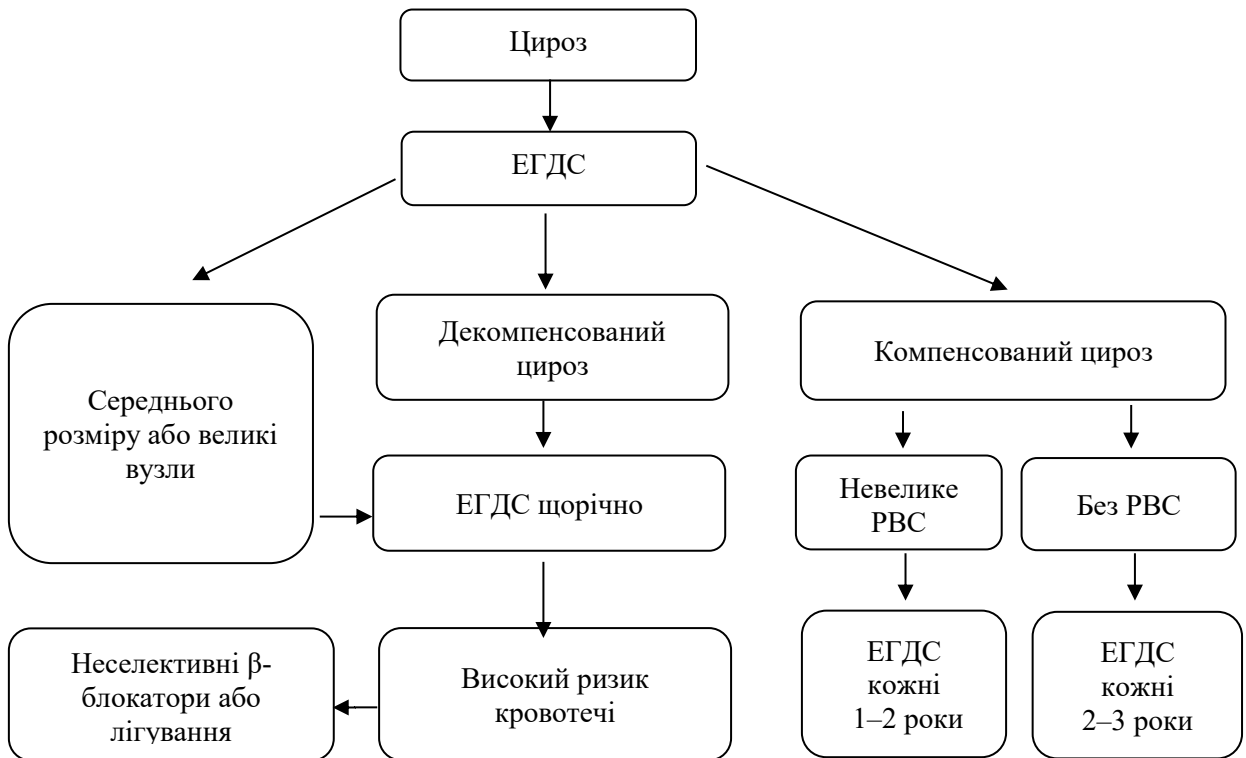 Цироз
ЕГДС
Середнього
розміру або великі
вузли
Декомпенсований
цироз
Компенсований цироз
ЕГДС щорічно
Невелике
РВС
Без РВС
Неселективні β-
блокатори або
лігування
Високий ризик
кровотечі
ЕГДС
кожні
1–2 роки
ЕГДС
кожні
2–3 роки